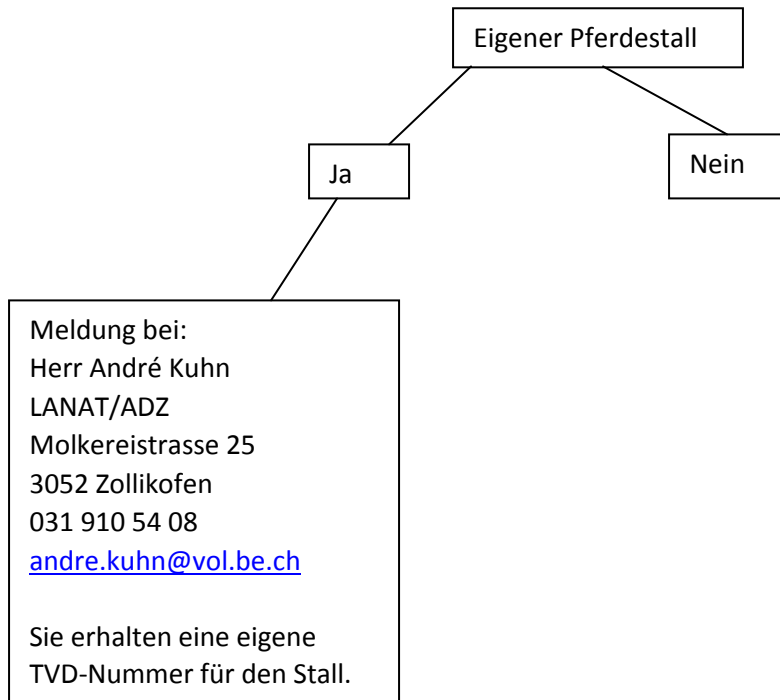 Eigener Pferdestall
Ja
Nein
Meldung bei:
Herr André Kuhn
LANAT/ADZ
Molkereistrasse 25
3052 Zollikofen
031 910 54 08
andre.kuhn@vol.be.ch
Sie erhalten eine eigene
TVD-Nummer für den Stall.